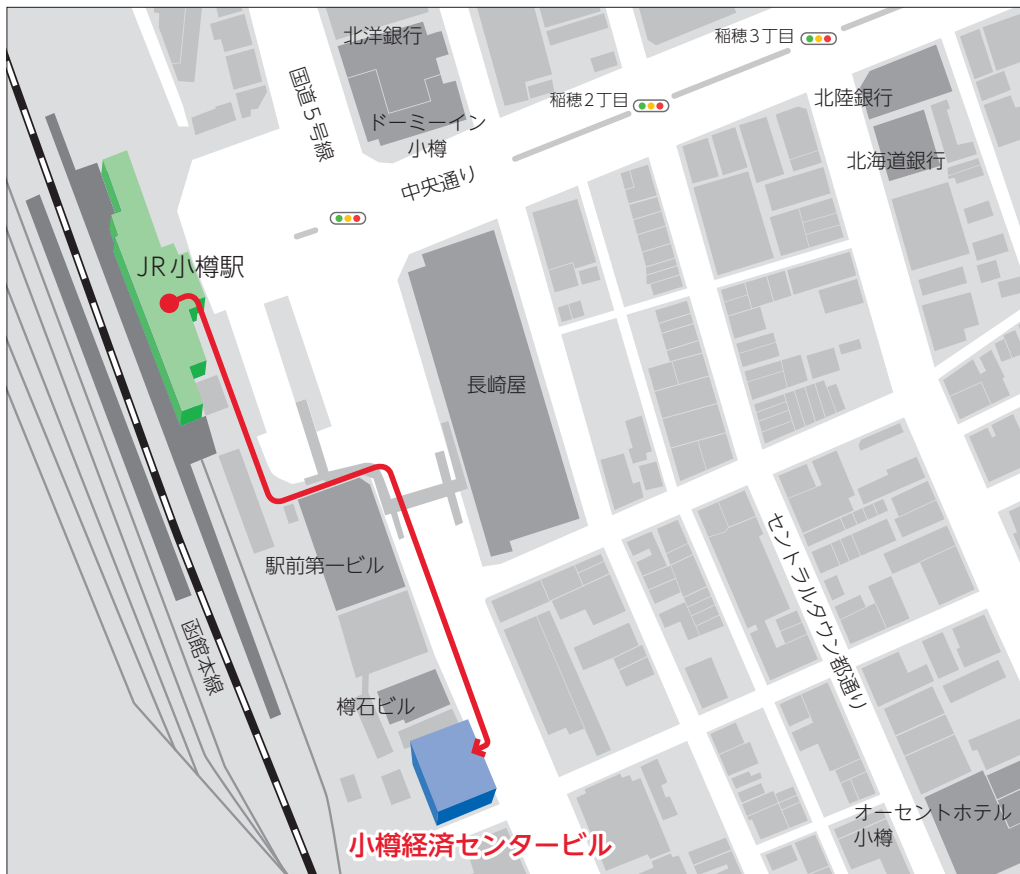 北洋銀行
稲穂3丁目
国道5号線
稲穂2丁目
北陸銀行
ドーミーイン
小樽
北海道銀行
中央通り
JR小樽駅
長崎屋
駅前第一ビル
セントラルタウン都通り
函館本線
樽石ビル
オーセントホテル
小樽
小樽経済センタービル